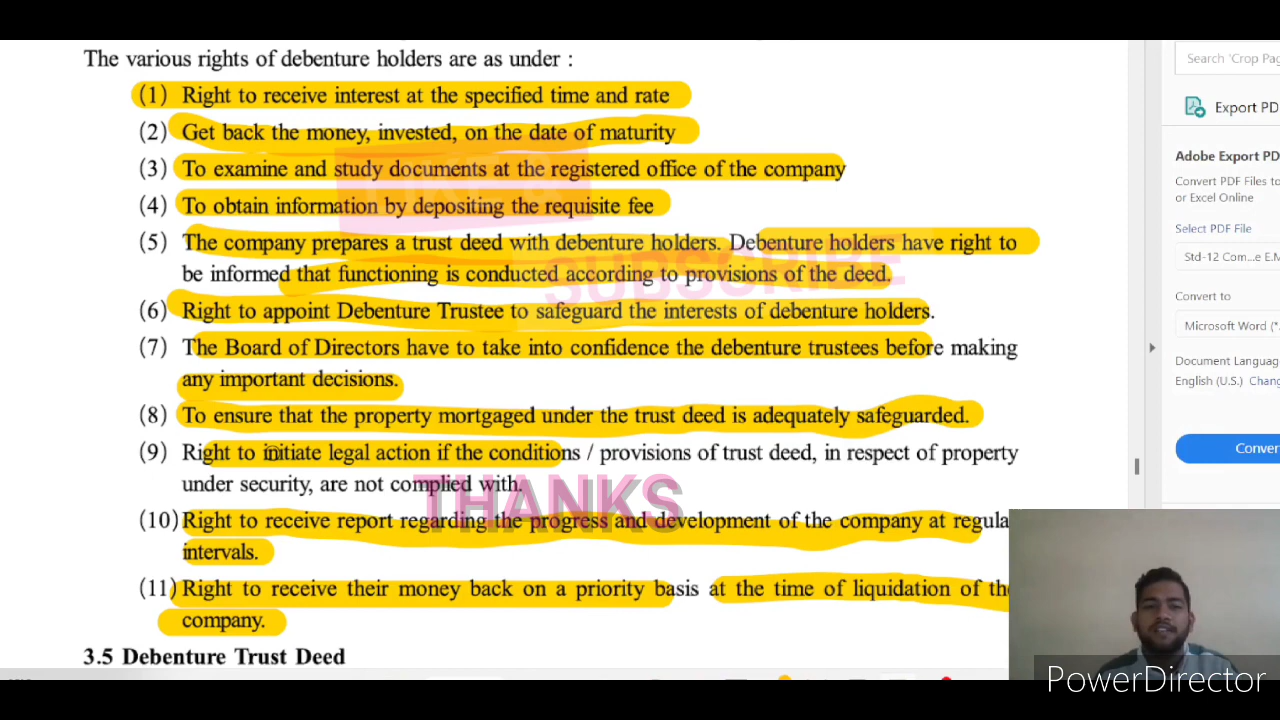 The various rights of debenture holders are as under :
(1) Right to receive interest at the specified time and rate
(2) Get back the money, invested, on the date of maturity
(3) To examine and study documents at the registered office of the company
(4) To obtain information by depositing the requisite fee
(5) The company prepares a trust deed with debenture holders. Debenture holders have right to
be informed that functioning is conducted according to provisions of the deed.
(6) Right to appoint Debenture Trustee to safeguard the interests of debenture holders.
(7) The Board of Directors have to take into confidence the debenture trustees before making
any important decisions.
(8) To ensure that the property mortgaged under the trust deed is adequately safeguarded.
(9) Right to initiate legal action if the conditions / provisions of trust deed, in respect of property
under security, are not complied with.
(10) Right to receive report regarding the progress and development of the company at regula
intervals.
(11) Right to receive their money back on a priority basis at the time of liquidation of the
company.
3.5 Debenture Trust Deed
SUBSCRIBE
THANKS
Search 'Crop Pag
Export PD
Adobe Export PD
Convert PDF Files to
or Excel Online
Select PDF File
Std-12 Com...e E.M
Convert to
Microsoft Word (*.
Document Language
English (U.S.) Chang
Conver
PowerDirector